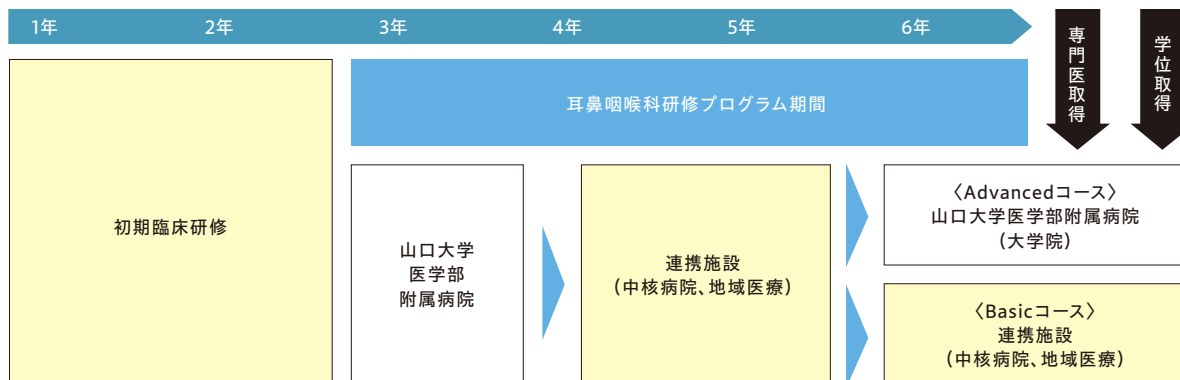 1年
2年
3年
4年
5年
6年
専門医取得
学位取得
耳鼻咽喉科研修プログラム期間
初期臨床研修
山口大学
医学部
附属病院
連携施設
（中核病院、地域医療）
〈Advancedコース〉
山口大学医学部附属病院
（大学院）
〈Basicコース〉
連携施設
（中核病院、地域医療）